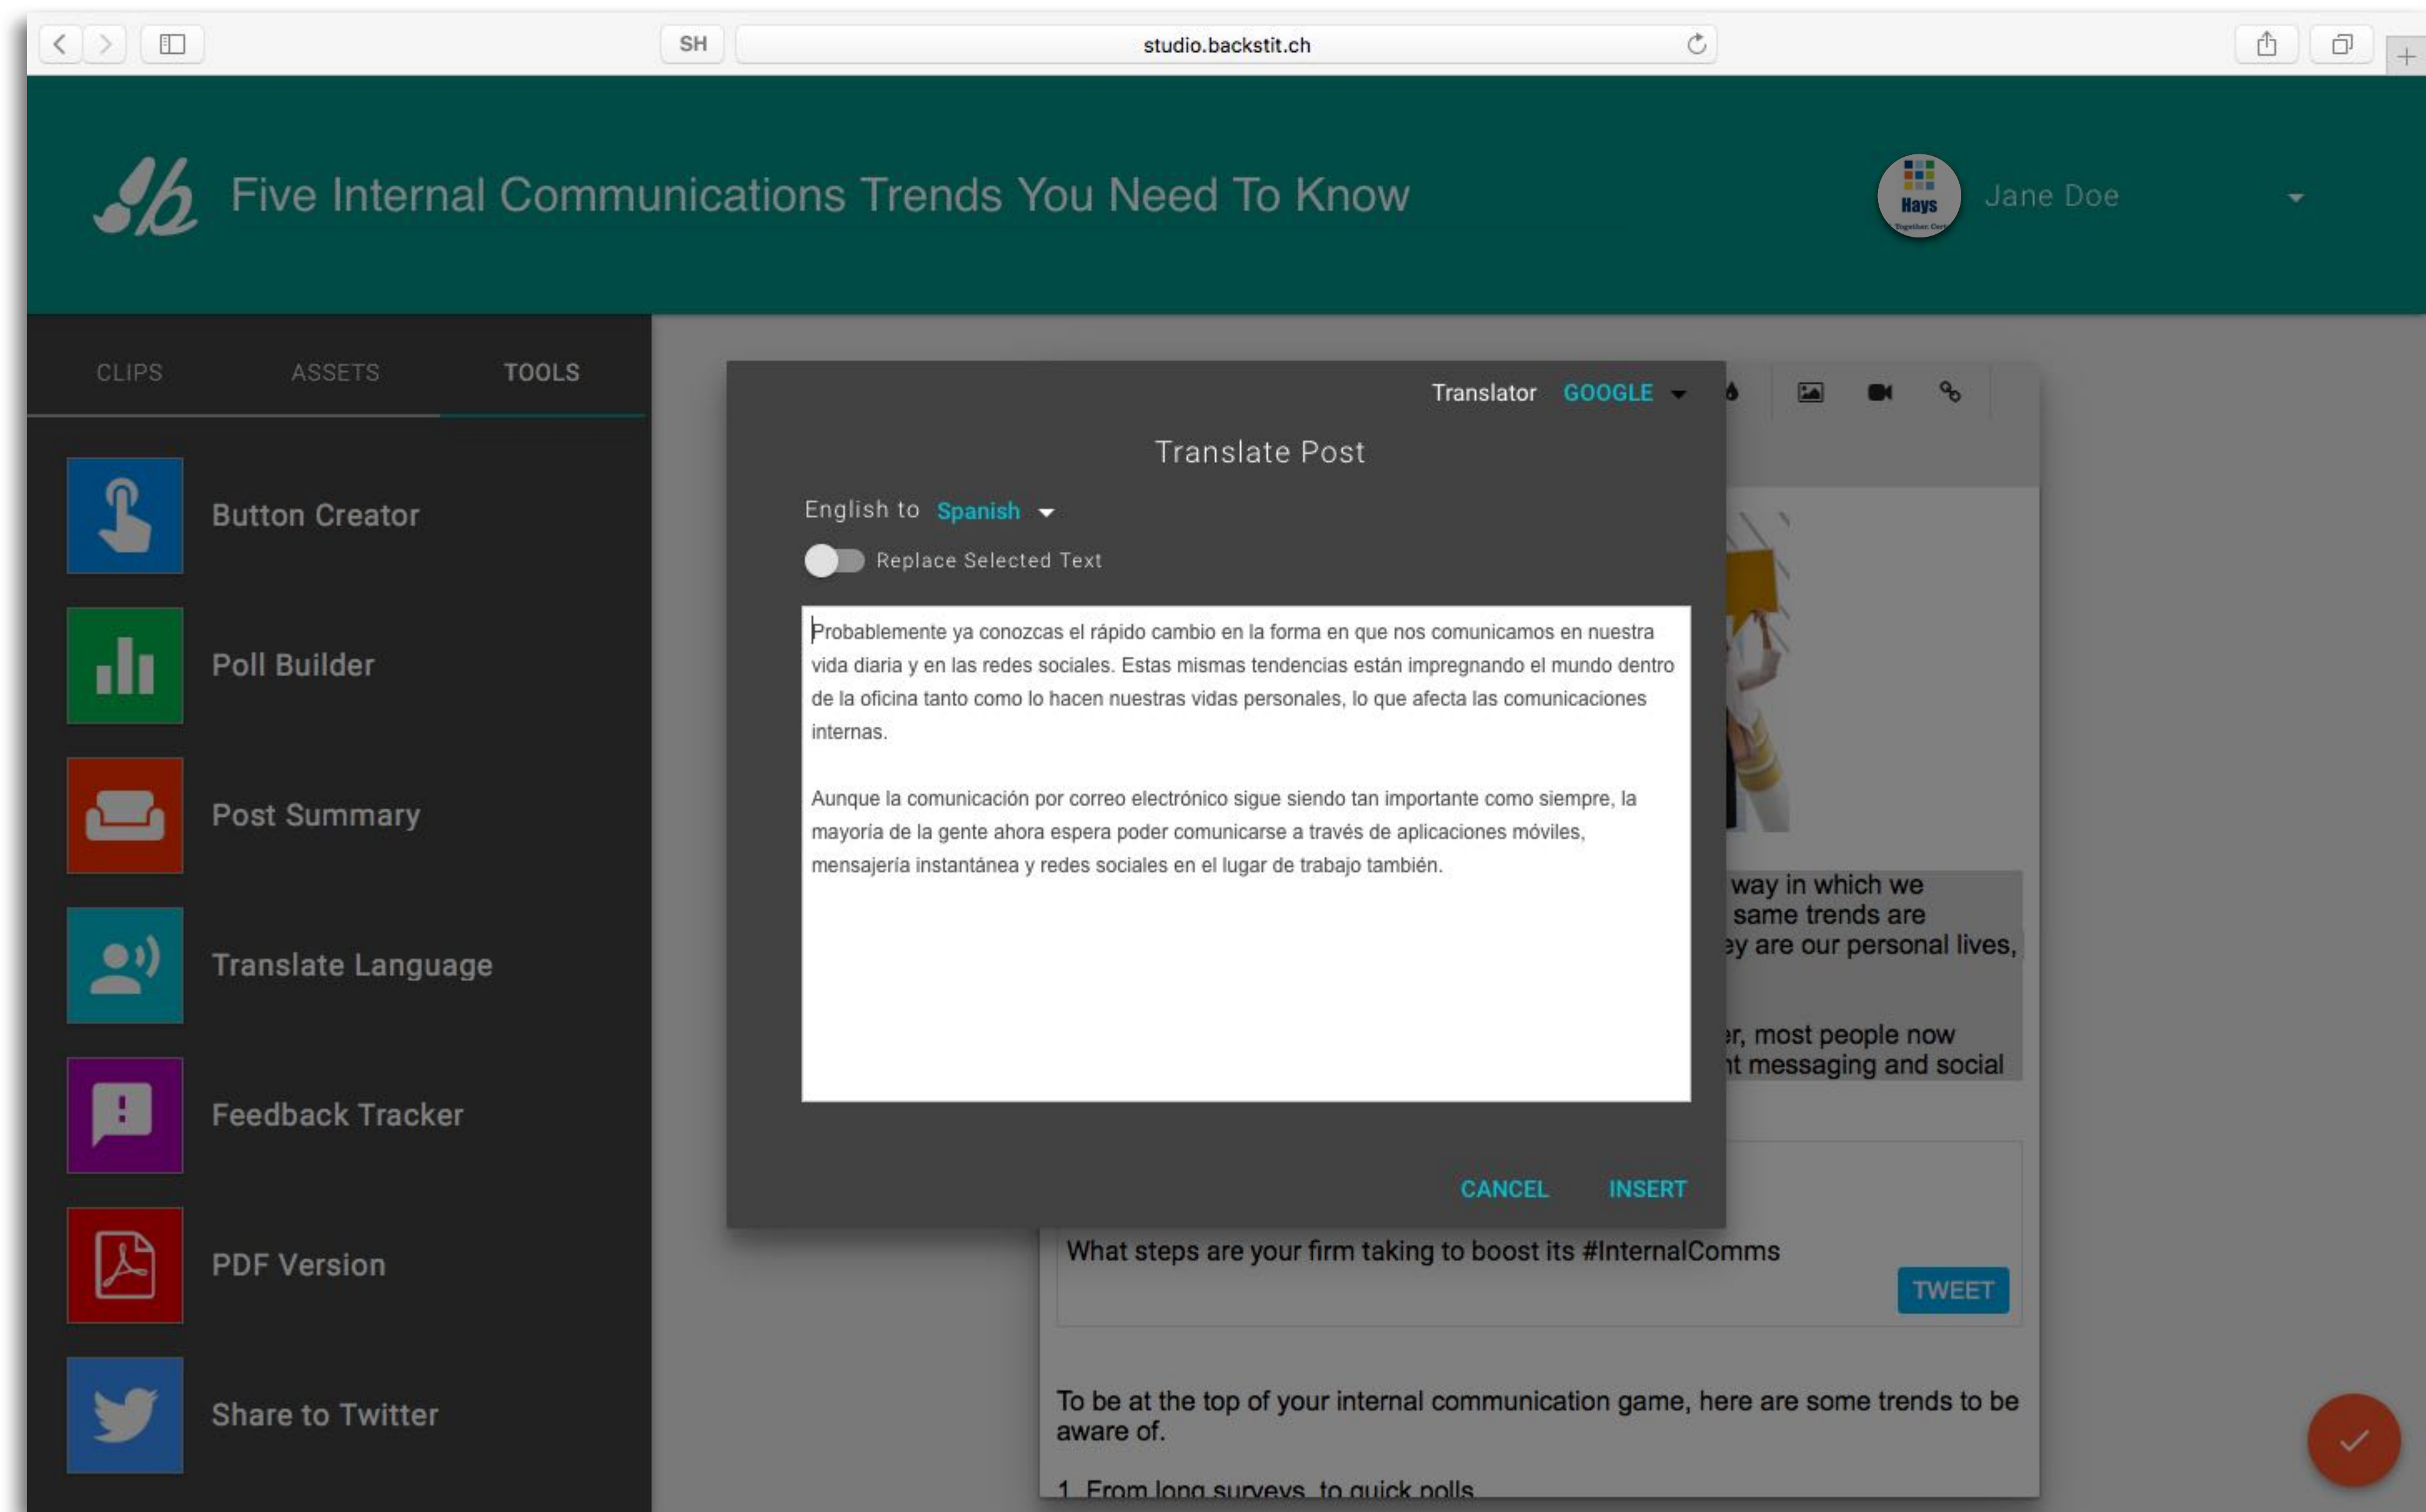 SH
studio.backstit.ch
Five Internal Communications Trends You Need To Know
Hays
Jane Doe
CLIPS
ASSETS
TOOLS
Button Creator
Poll Builder
Post Summary
Translate Language
Feedback Tracker
PDF Version
Share to Twitter
Translator GOOGLE
Translate Post
English to Spanish
Replace Selected Text
Probablemente ya conozcas el rápido cambio en la forma en que nos comunicamos en nuestra
vida diaria y en las redes sociales. Estas mismas tendencias están impregnando el mundo dentro
de la oficina tanto como lo hacen nuestras vidas personales, lo que afecta las comunicaciones
internas.
Aunque la comunicación por correo electrónico sigue siendo tan importante como siempre, la
mayoría de la gente ahora espera poder comunicarse a través de aplicaciones móviles,
mensajería instantánea y redes sociales en el lugar de trabajo también.
CANCEL
INSERT
way in which we
same trends are
are our personal lives,
most people now
messaging and social
What steps are your firm taking to boost its #InternalComms
TWEET
To be at the top of your internal communication game, here are some trends to be
aware of.
1. From long surveys, to quick polls